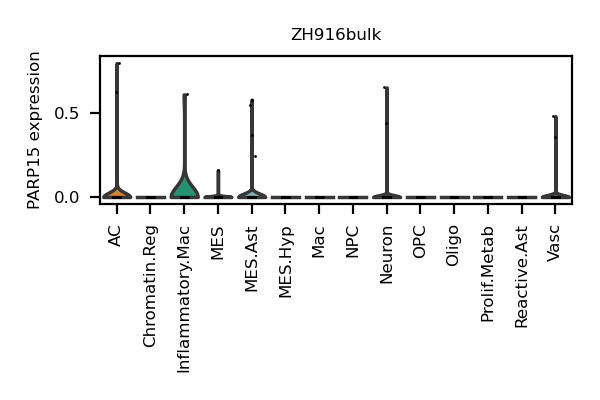 ZH916bulk
PARP15 expression
0.5
0.0
AC
Chromatin.Reg
Inflammatory.Mac
MES
MES.Ast
MES.Hyp
Mac
NPC
Neuron
OPC
Oligo
Prolif.Metab
Reactive.Ast
Vasc